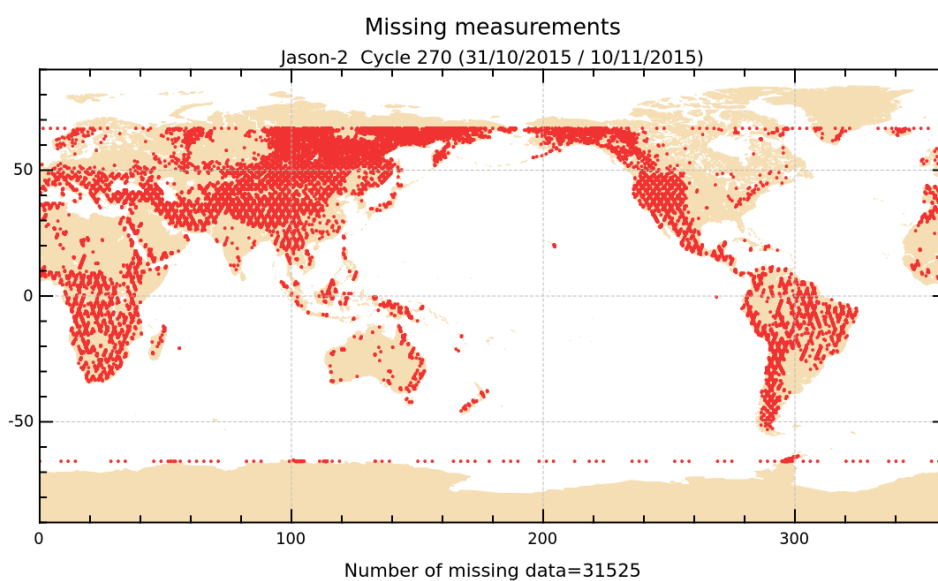 Missing measurements
Jason-2  Cycle 270 (31/10/2015 / 10/11/2015)
50
0
-50
0 100 200 300
Number of missing data=31525